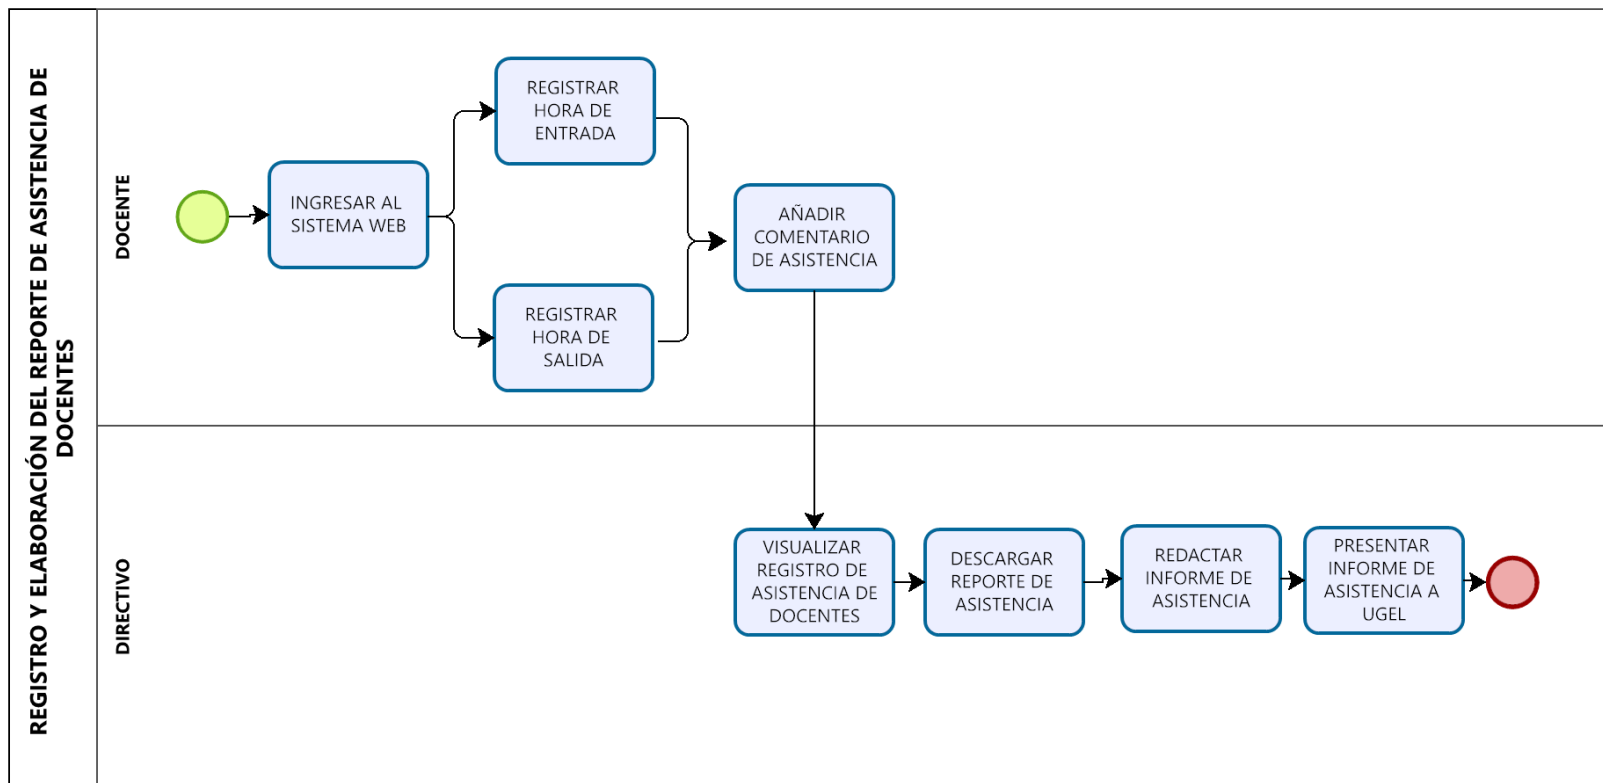 REGISTRO Y ELABORACIÓN DEL REPORTE DE ASISTENCIA DE
DOCENTES
DOCENTE
INGRESAR AL
SISTEMA WEB
REGISTRAR
HORA DE
ENTRADA
REGISTRAR
HORA DE
SALIDA
AÑADIR
COMENTARIO
DE ASISTENCIA
DIRECTIVO
VISUALIZAR
REGISTRO DE
ASISTENCIA DE
DOCENTES
DESCARGAR
REPORTE DE
ASISTENCIA
REDACTAR
INFORME DE
ASISTENCIA
PRESENTAR
INFORME DE
ASISTENCIA A
UGEL